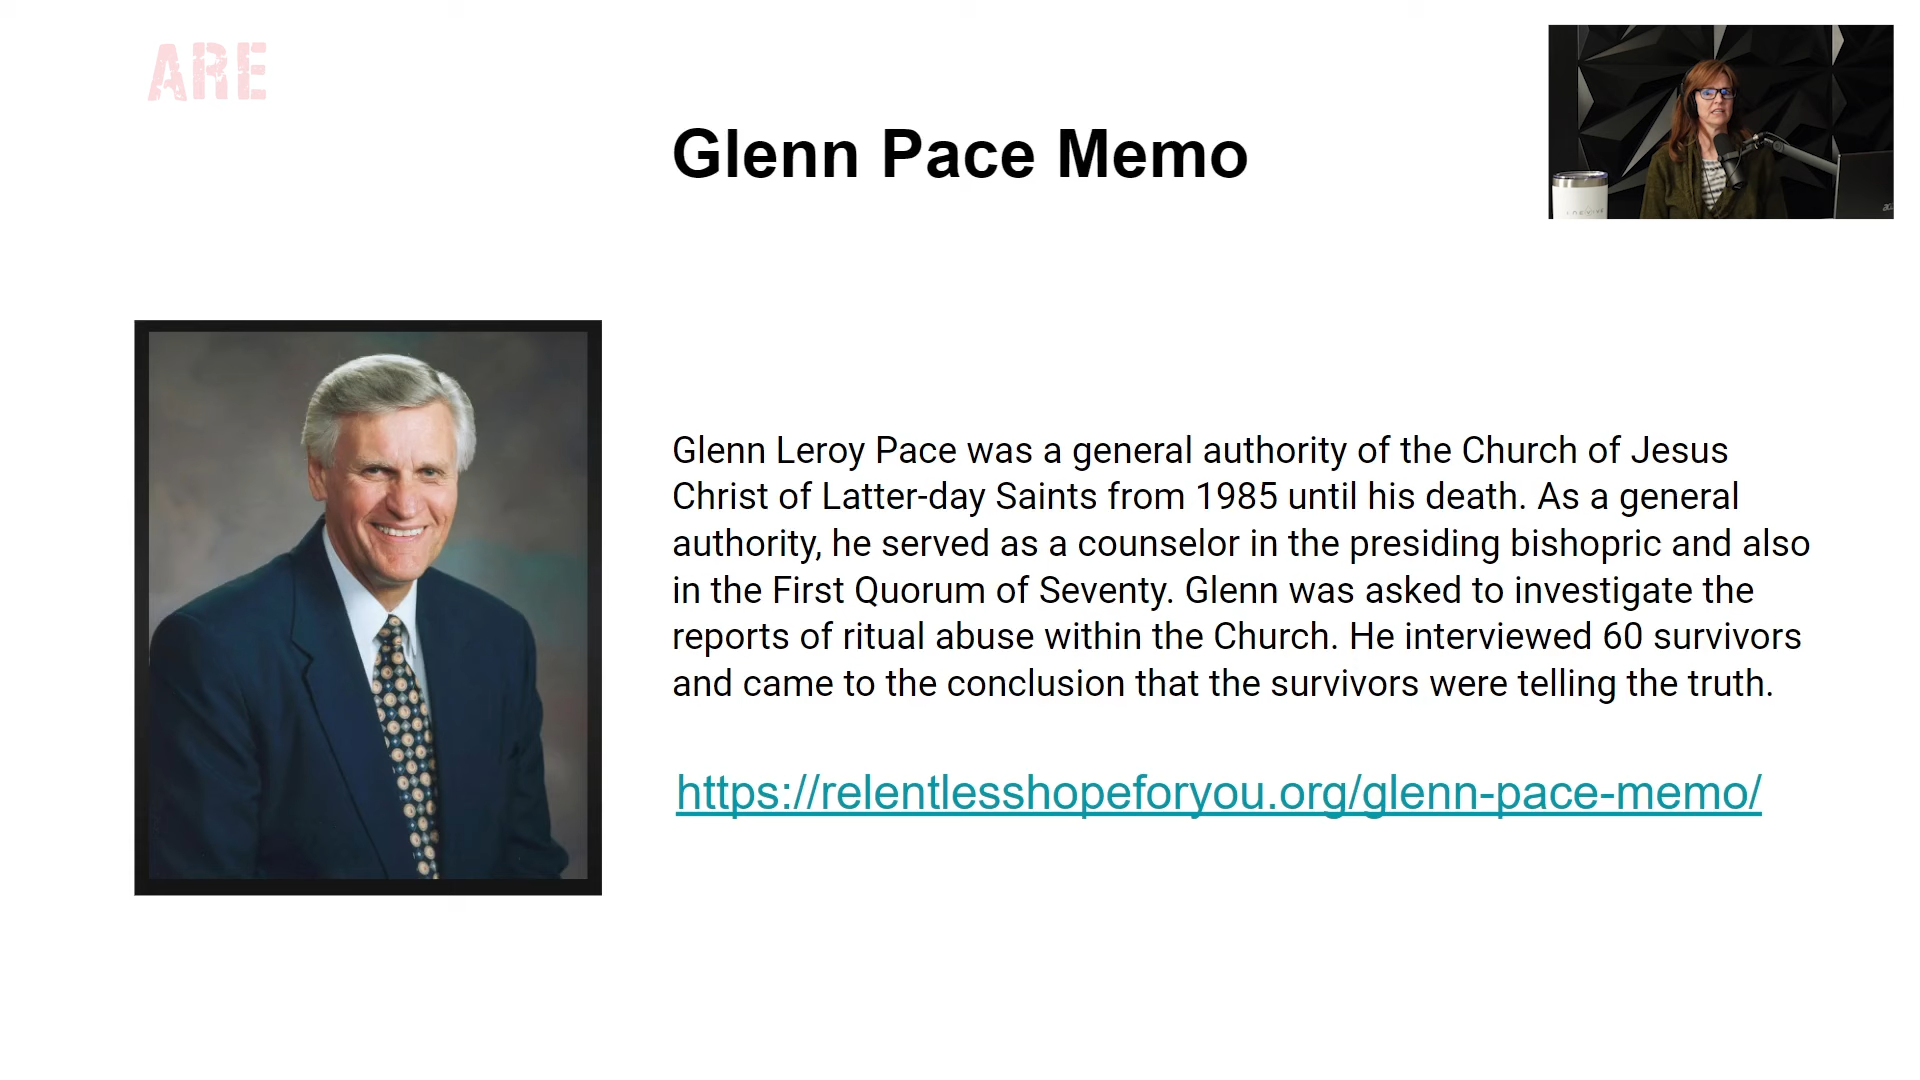 ARE
Glenn Pace Memo
Glenn Leroy Pace was a general authority of the Church of Jesus
Christ of Latter-day Saints from 1985 until his death. As a general
authority, he served as a counselor in the presiding bishopric and also
in the First Quorum of Seventy. Glenn was asked to investigate the
reports of ritual abuse within the Church. He interviewed 60 survivors
and came to the conclusion that the survivors were telling the truth.
https://relentlesshopeforyou.org/glenn-pace-memo/